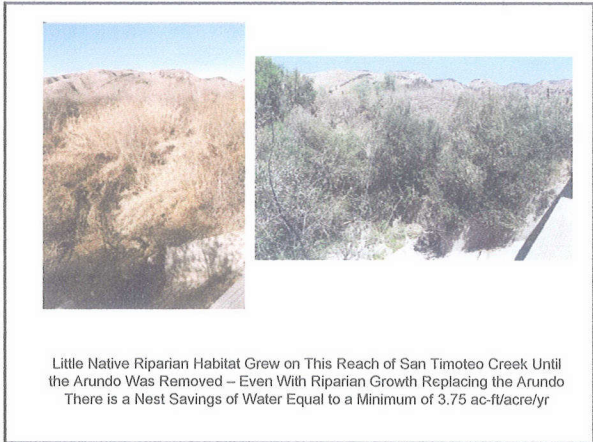 Little Native Riparian Habitat Grew on This Reach of San Timoteo Creek Until
the Arundo Was Removed – Even With Riparian Growth Replacing the Arundo
There is a Nest Savings of Water Equal to a Minimum of 3.75 ac-ft/acre/yr